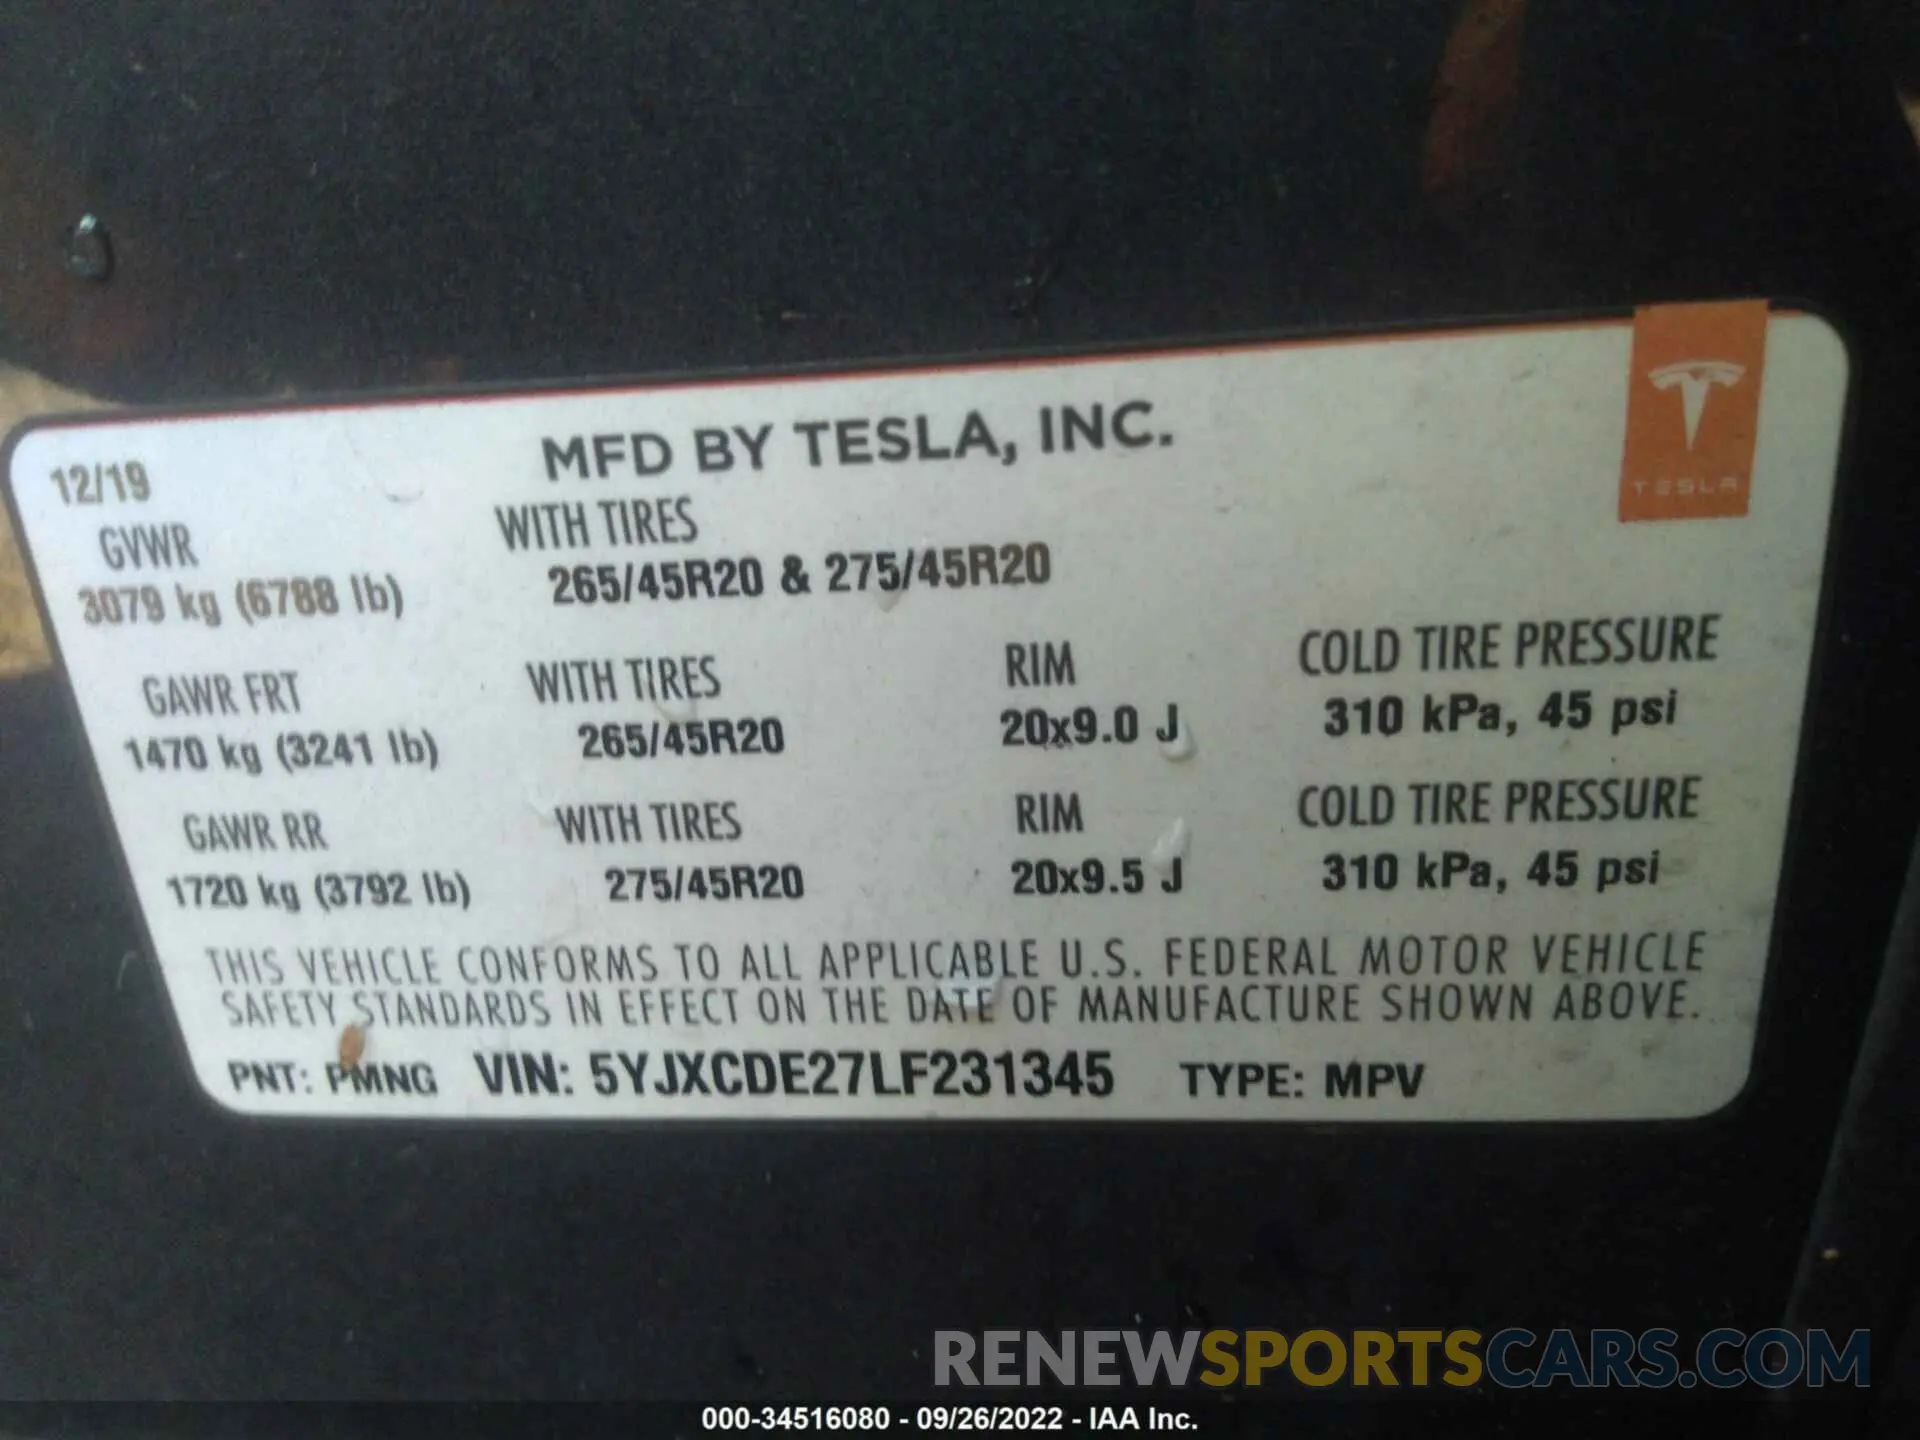 12/19 MFD BY TESLA, INC.
TESLA
GVWR WITH TIRES
3079 kg (6788 lb) 265/45R20 & 275/45R20
GAWR FRT WITH TIRES RIM COLD TIRE PRESSURE
1470 kg (3241 lb) 265/45R20 20x9.0 J 310 kPa, 45 psi
GAWR RR WITH TIRES RIM COLD TIRE PRESSURE
1720 kg (3792 lb) 275/45R20 20x9.5 J 310 kPa, 45 psi
THIS VEHICLE CONFORMS TO ALL APPLICABLE U.S. FEDERAL MOTOR VEHICLE
SAFETY STANDARDS IN EFFECT ON THE DATE OF MANUFACTURE SHOWN ABOVE.
PNT: PMNG VIN: 5YJXCDE27LF231345 TYPE: MPV
RENEWSPORTSCARS.COM
000-34516080 - 09/26/2022 - IAA Inc.